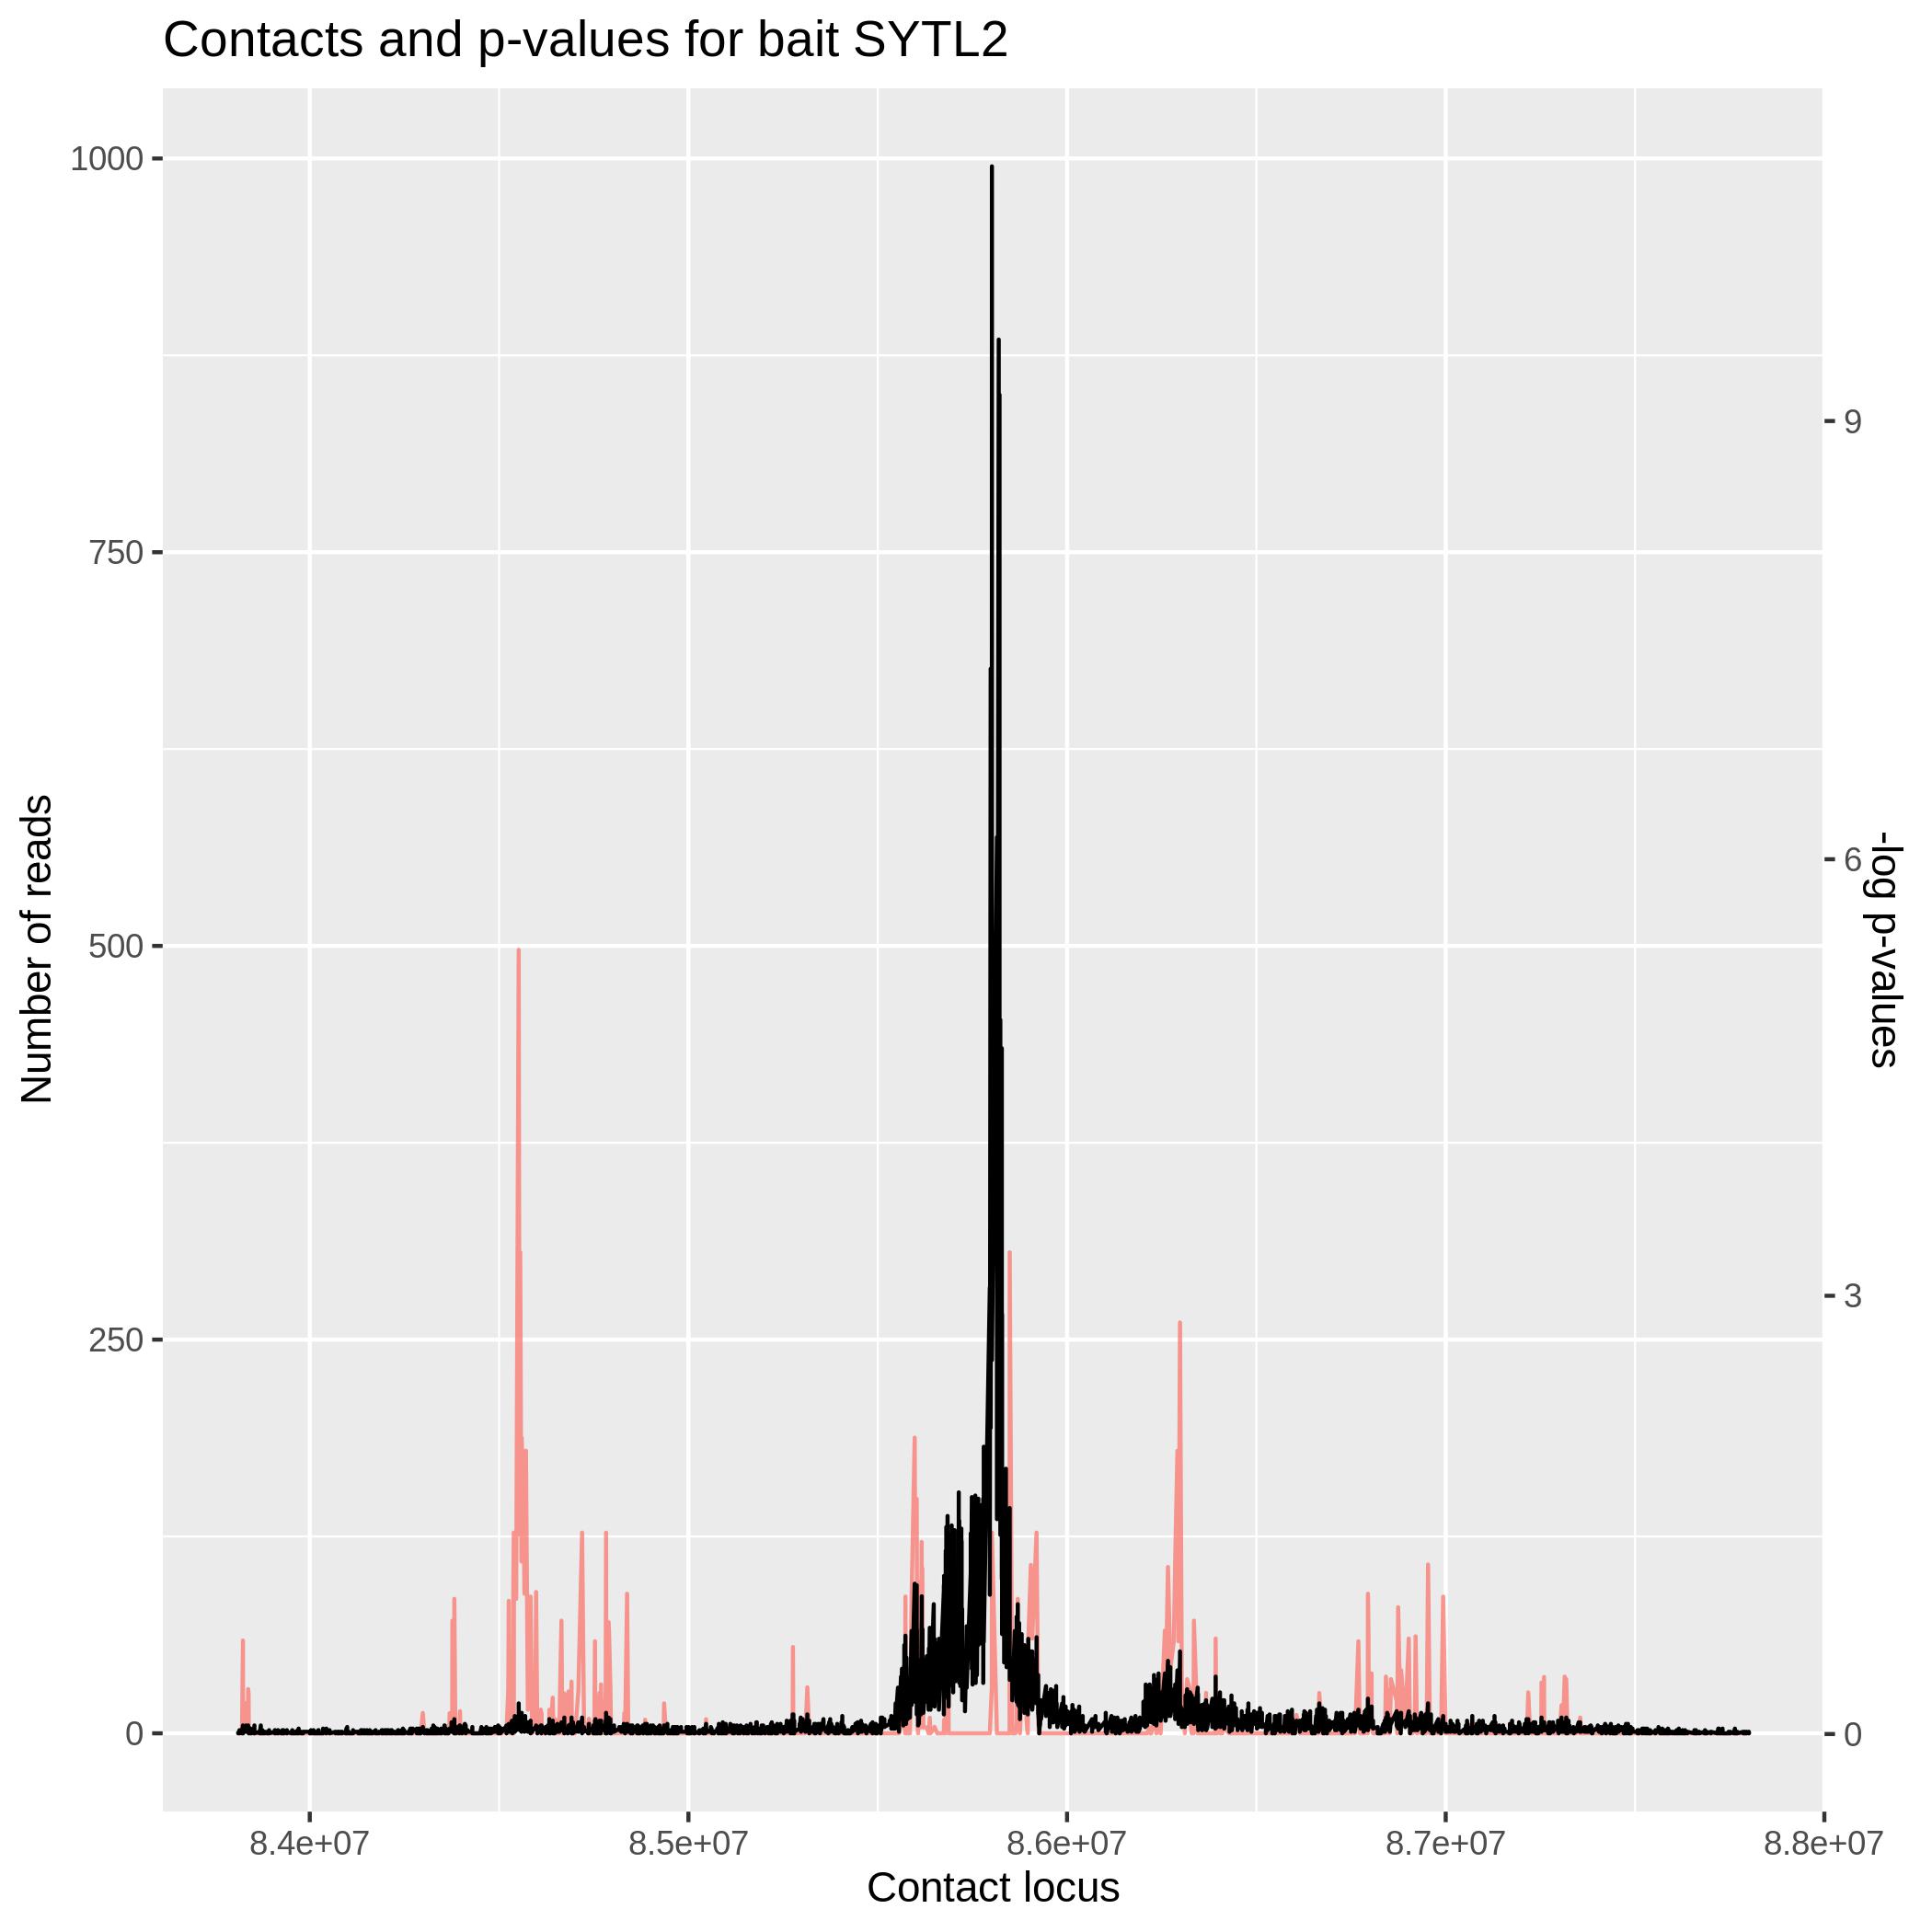 Contacts and p-values for bait SYTL2
1000
750
500
250
0
Number of reads
9
6
3
0
-log p-values
8.4e+07
8.5e+07
8.6e+07
8.7e+07
8.8e+07
Contact locus